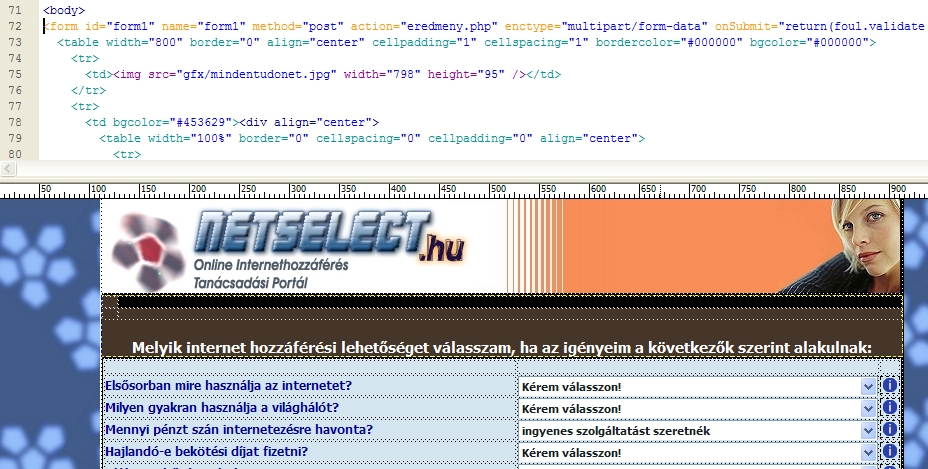 71 <body>
72 <form id="form1" name="form1" method="post" action="eredmeny.php" enctype="multipart/form-data" onSubmit="return(foul.validate
73 <table width="800" border="0" align="center" cellpadding="1" cellspacing="1" bordercolor="#000000" bgcolor="#000000">
74 <tr>
75 <td><img src="gfx/mindentudonet.jpg" width="798" height="95" /></td>
76 </tr>
77 <tr>
78 <td bgcolor="#453629"><div align="center">
79 <table width="100%" border="0" cellspacing="0" cellpadding="0" align="center">
80 <tr>
50 100 150 200 250 300 350 400 450 500 550 600 650 700 750 800 850 900
NETSELECT.hu
Online Internethozzáférés
Tanácsadási Portál
Melyik internet hozzáférési lehetőséget válasszam, ha az igényeim a következők szerint alakulnak:
Elsősorban mire használja az internetet? Kérem válasszon! i
Milyen gyakran használja a világhálót? Kérem válasszon! i
Mennyi pénzt szán internetezésre havonta? ingyenes szolgáltatást szeretnék i
Hajlandó-e bekötési díjat fizetni? Kérem válasszon! i